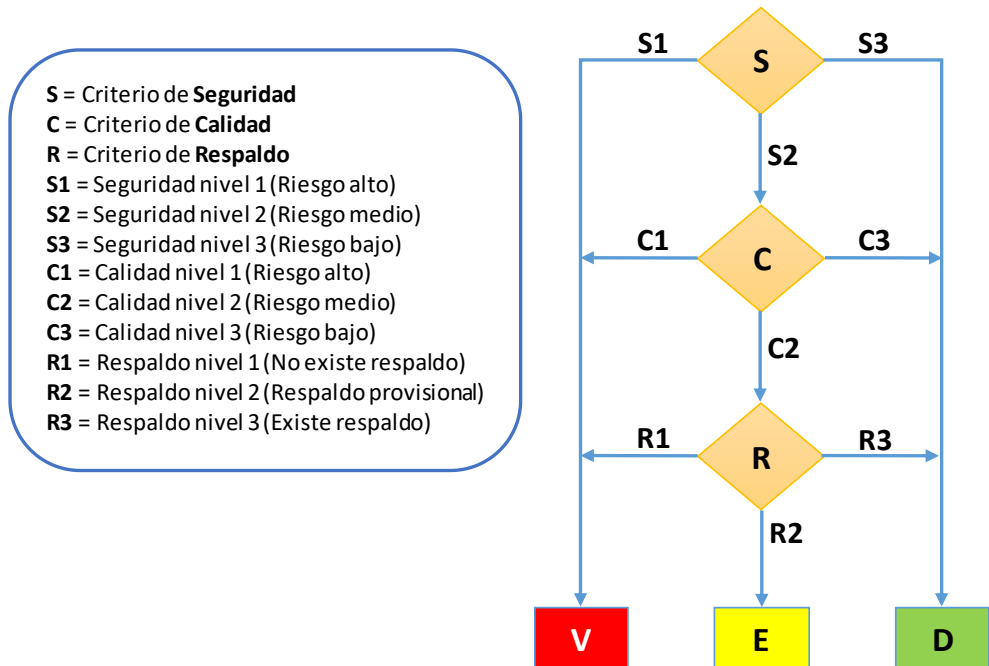 S = Criterio de Seguridad
C = Criterio de Calidad
R = Criterio de Respaldo
S1 = Seguridad nivel 1 (Riesgo alto)
S2 = Seguridad nivel 2 (Riesgo medio)
S3 = Seguridad nivel 3 (Riesgo bajo)
C1 = Calidad nivel 1 (Riesgo alto)
C2 = Calidad nivel 2 (Riesgo medio)
C3 = Calidad nivel 3 (Riesgo bajo)
R1 = Respaldo nivel 1 (No existe respaldo)
R2 = Respaldo nivel 2 (Respaldo provisional)
R3 = Respaldo nivel 3 (Existe respaldo)
S1 S S3
S2
C1 C C3
C2
R1 R R3
R2
V E D